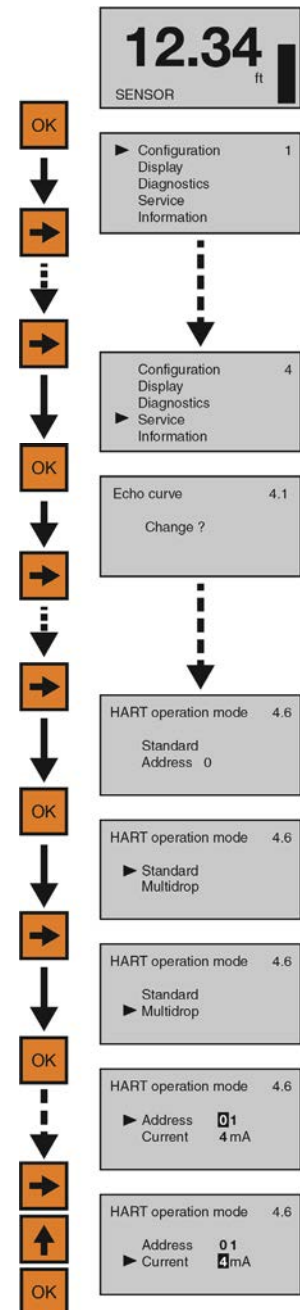 12.34
ft
SENSOR
OK
Configuration 1
Display
Diagnostics
Service
Information
Configuration 4
Display
Diagnostics
Service
Information
OK
Echo curve 4.1
Change ?
HART operation mode 4.6
Standard
Address 0
OK
HART operation mode 4.6
Standard
Multidrop
HART operation mode 4.6
Standard
Multidrop
OK
HART operation mode 4.6
Address 01
Current 4 mA
HART operation mode 4.6
Address 01
Current 4 mA
OK